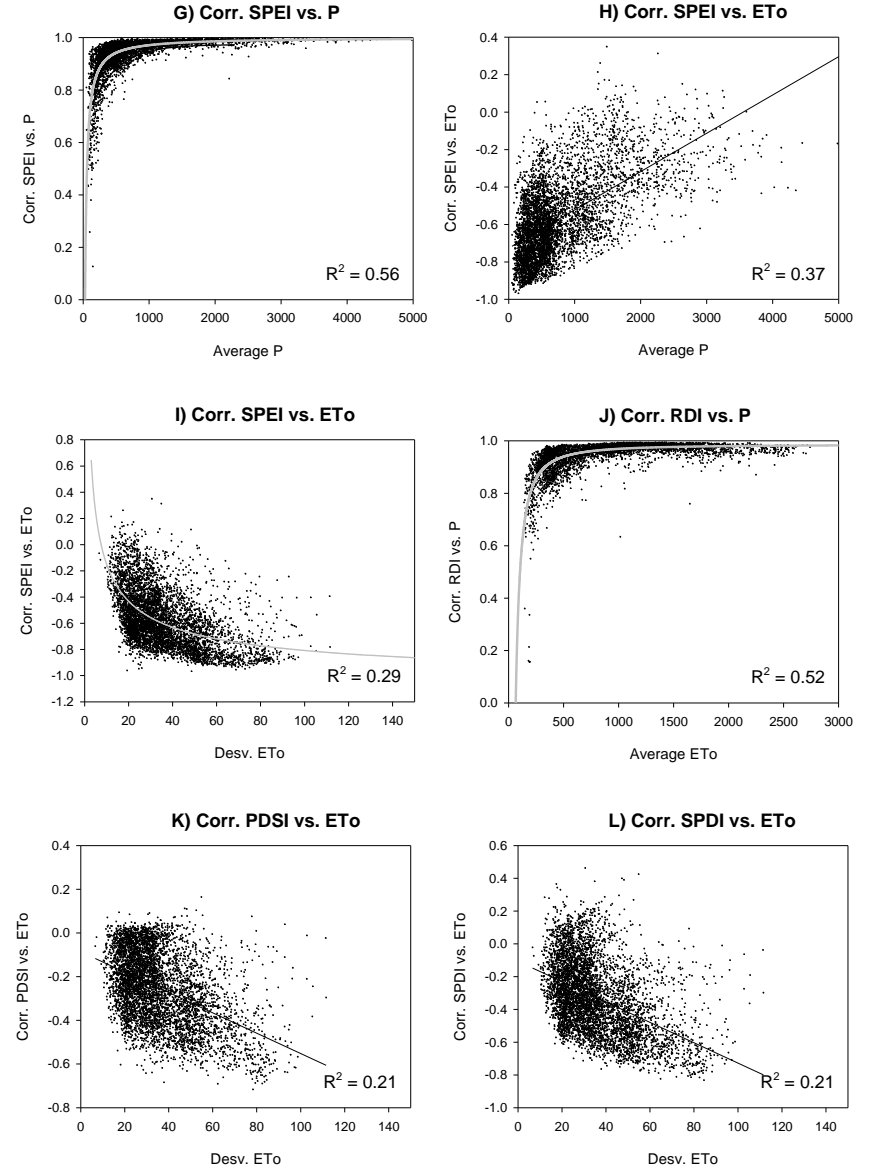 G) Corr. SPEI vs. P
Corr. SPEI vs. P
1.0
0.8
0.6
0.4
0.2
0.0
R² = 0.56
0 1000 2000 3000 4000 5000
Average P
H) Corr. SPEI vs. ETo
Corr. SPEI vs. ETo
0.4
0.2
0.0
-0.2
-0.4
-0.6
-0.8
-1.0
R² = 0.37
0 1000 2000 3000 4000 5000
Average P
I) Corr. SPEI vs. ETo
Corr. SPEI vs. ETo
0.8
0.6
0.4
0.2
0.0
-0.2
-0.4
-0.6
-0.8
-1.0
-1.2
R² = 0.29
0 20 40 60 80 100 120 140
Desv. ETo
J) Corr. RDI vs. P
Corr. RDI vs. P
1.0
0.8
0.6
0.4
0.2
0.0
R² = 0.52
0 500 1000 1500 2000 2500 3000
Average ETo
K) Corr. PDSI vs. ETo
Corr. PDSI vs. ETo
0.4
0.2
0.0
-0.2
-0.4
-0.6
-0.8
R² = 0.21
0 20 40 60 80 100 120 140
Desv. ETo
L) Corr. SPDI vs. ETo
Corr. SPDI vs. ETo
0.6
0.4
0.2
0.0
-0.2
-0.4
-0.6
-0.8
-1.0
R² = 0.21
0 20 40 60 80 100 120 140
Desv. ETo